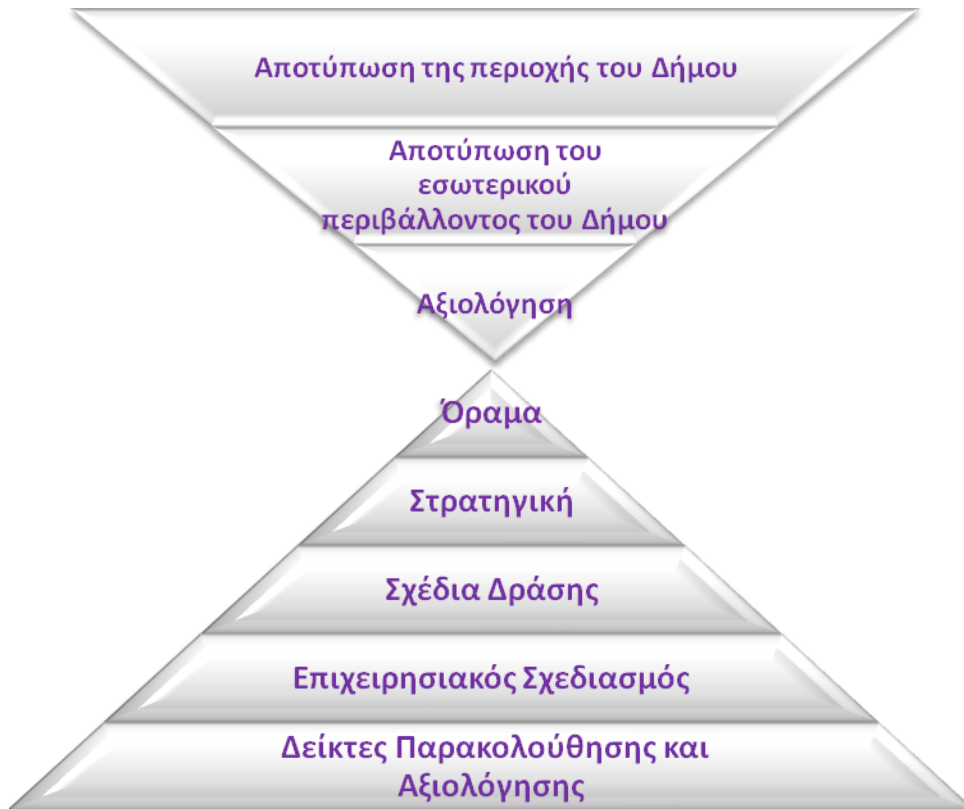 Αποτύπωση της περιοχής του Δήμου
Αποτύπωση του
εσωτερικού
περιβάλλοντος του Δήμου
Αξιολόγηση
Όραμα
Στρατηγική
Σχέδια Δράσης
Επιχειρησιακός Σχεδιασμός
Δείκτες Παρακολούθησης και
Αξιολόγησης